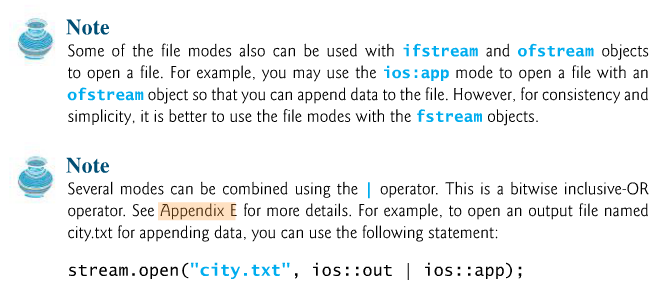 Note
Some of the file modes also can be used with ifstream and ofstream objects
to open a file. For example, you may use the ios:app mode to open a file with an
ofstream object so that you can append data to the file. However, for consistency and
simplicity, it is better to use the file modes with the fstream objects.
Note
Several modes can be combined using the | operator. This is a bitwise inclusive-OR
operator. See Appendix E for more details. For example, to open an output file named
city.txt for appending data, you can use the following statement:
stream.open("city.txt", ios::out | ios::app);